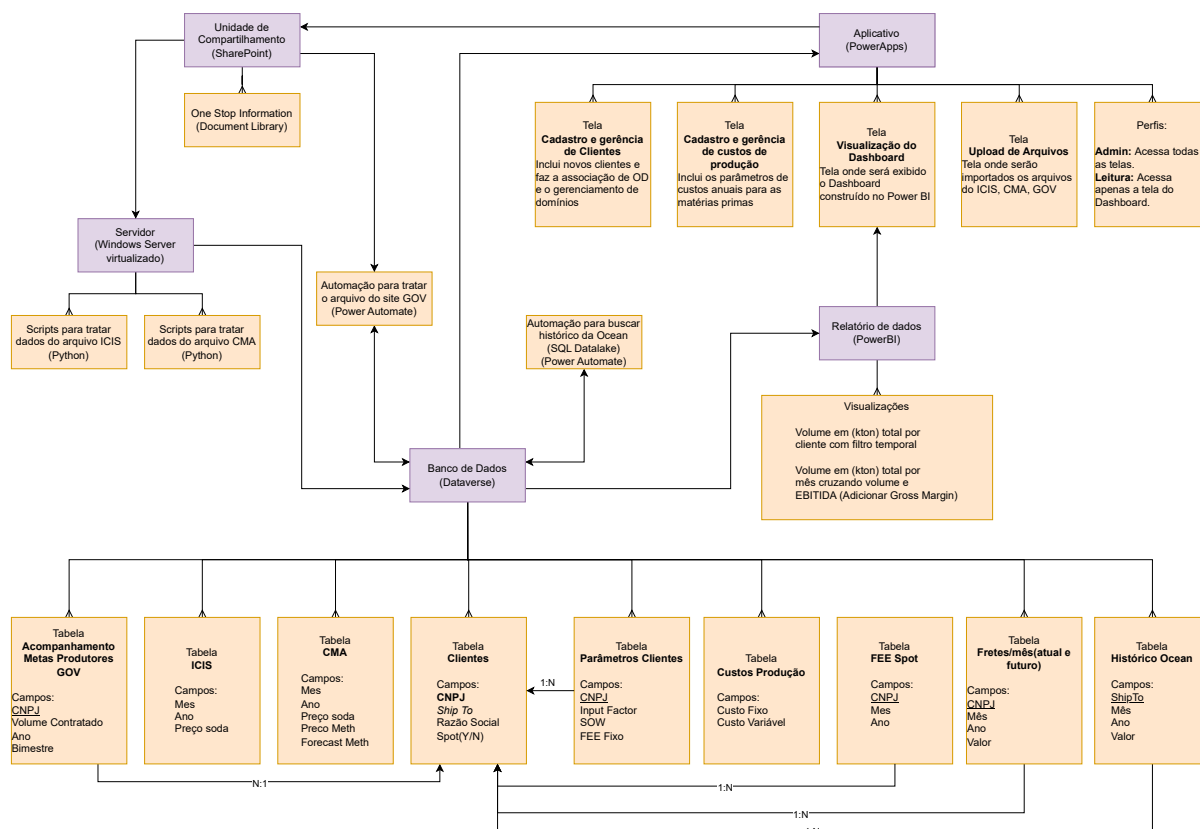 Unidade de
Compartilhamento
(SharePoint)
Aplicativo
(PowerApps)
One Stop Information
(Document Library)
Tela
Cadastro e gerência
de Clientes
Inclui novos clientes e
faz a associação de OD
e o gerenciamento de
domínios
Tela
Cadastro e gerência
de custos de
produção
Inclui os parâmetros de
custos anuais para as
matérias primas
Tela
Visualização do
Dashboard
Tela onde será exibido
o Dashboard
construído no Power BI
Tela
Upload de Arquivos
Tela onde serão
importados os arquivos
do ICIS, CMA, GOV
Perfis:
Admin: Acessa todas
as telas.
Leitura: Acessa
apenas a tela do
Dashboard.
Servidor
(Windows Server
virtualizado)
Automação para tratar
o arquivo do site GOV
(Power Automate)
Scripts para tratar
dados do arquivo ICIS
(Python)
Scripts para tratar
dados do arquivo CMA
(Python)
Automação para buscar
histórico da Ocean
(SQL Datalake)
(Power Automate)
Relatório de dados
(PowerBI)
Visualizações
Volume em (kton) total por
cliente com filtro temporal
Volume em (kton) total por
mês cruzando volume e
EBITIDA (Adicionar Gross Margin)
Banco de Dados
(Dataverse)
Tabela
Acompanhamento
Metas Produtores
GOV
Campos:
CNPJ
Volume Contratado
Ano
Bimestre
Tabela
ICIS
Campos:
Mes
Ano
Preço soda
Tabela
CMA
Campos:
Mes
Ano
Preço soda
Preco Meth
Forecast Meth
Tabela
Clientes
Campos:
CNPJ
Ship To
Razão Social
Spot(Y/N)
1:N
Tabela
Parâmetros Clientes
Campos:
CNPJ
Input Factor
SOW
FEE Fixo
Tabela
Custos Produção
Campos:
Custo Fixo
Custo Variável
Tabela
FEE Spot
Campos:
CNPJ
Mes
Ano
Tabela
Fretes/mês(atual e
futuro)
Campos:
CNPJ
Mês
Ano
Valor
Tabela
Histórico Ocean
Campos:
ShipTo
Mês
Ano
Valor
N:1
1:N
1:N
1:N